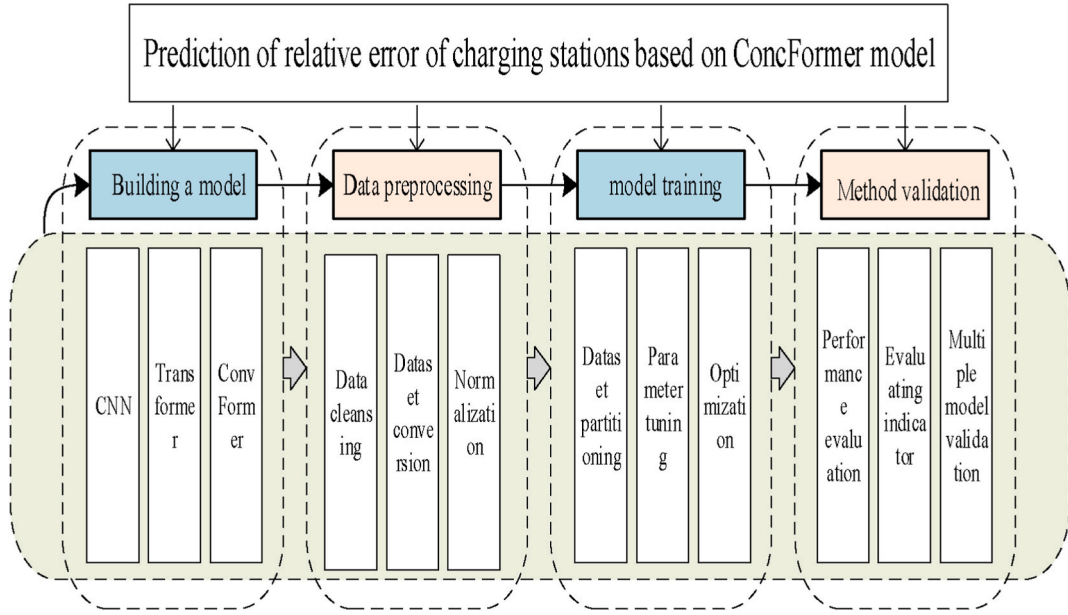 Prediction of relative error of charging stations based on ConcFormer model
Building a model
Data preprocessing
model training
Method validation
CNN
Trans
forme
r
Conv
Form
er
Data
cleans
ing
Datas
et
conve
rsion
Norm
alizati
on
Datas
et
partiti
oning
Para
meter
tunin
g
Opti
mizati
on
Perfor
manc
e
evalu
ation
Evalu
ating
indica
tor
Multi
ple
model
valid
ation